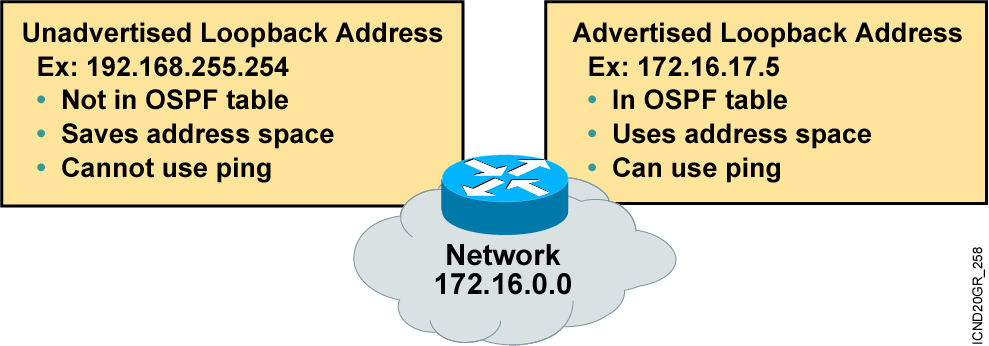 Unadvertised Loopback Address
Ex: 192.168.255.254
• Not in OSPF table
• Saves address space
• Cannot use ping
Advertised Loopback Address
Ex: 172.16.17.5
• In OSPF table
• Uses address space
• Can use ping
Network
172.16.0.0
ICND20GR_258